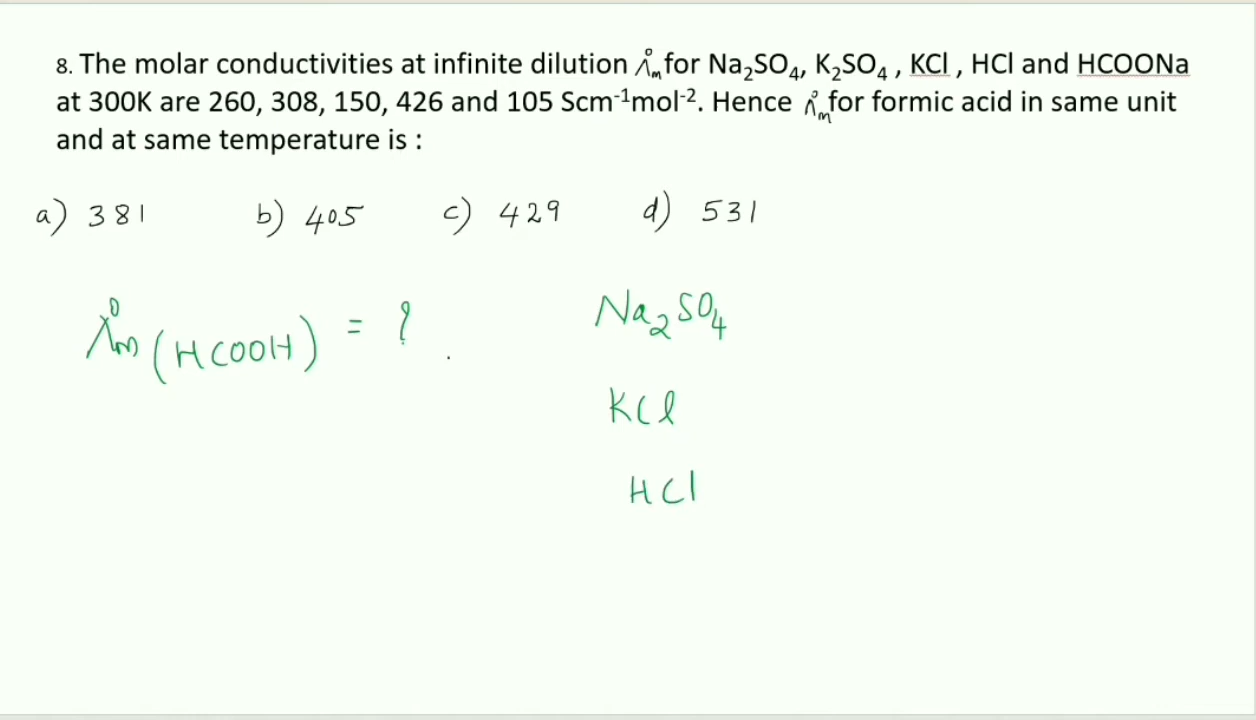 8. The molar conductivities at infinite dilution Λ̊m for Na₂SO₄, K₂SO₄ , KCl , HCl and HCOONa
at 300K are 260, 308, 150, 426 and 105 Scm⁻¹mol⁻². Hence Λ̊m for formic acid in same unit
and at same temperature is :
a) 381 b) 405 c) 429 d) 531
Λ̊m (HCOOH) = ?
Na₂SO₄
KCl
HCl